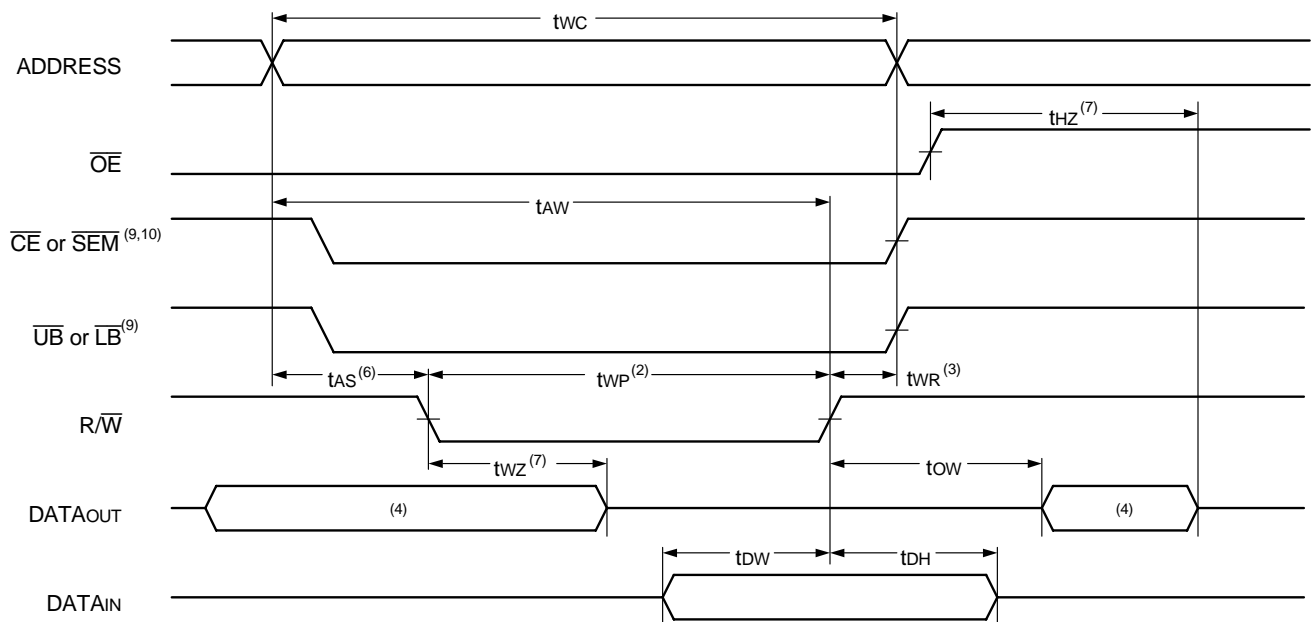 tWC
ADDRESS
tHZ(7)
OE
tAW
CE or SEM (9,10)
UB or LB(9)
tAS(6) tWP(2) tWR(3)
R/W
tWZ(7) tOW
DATAOUT (4) (4)
tDW tDH
DATAIN